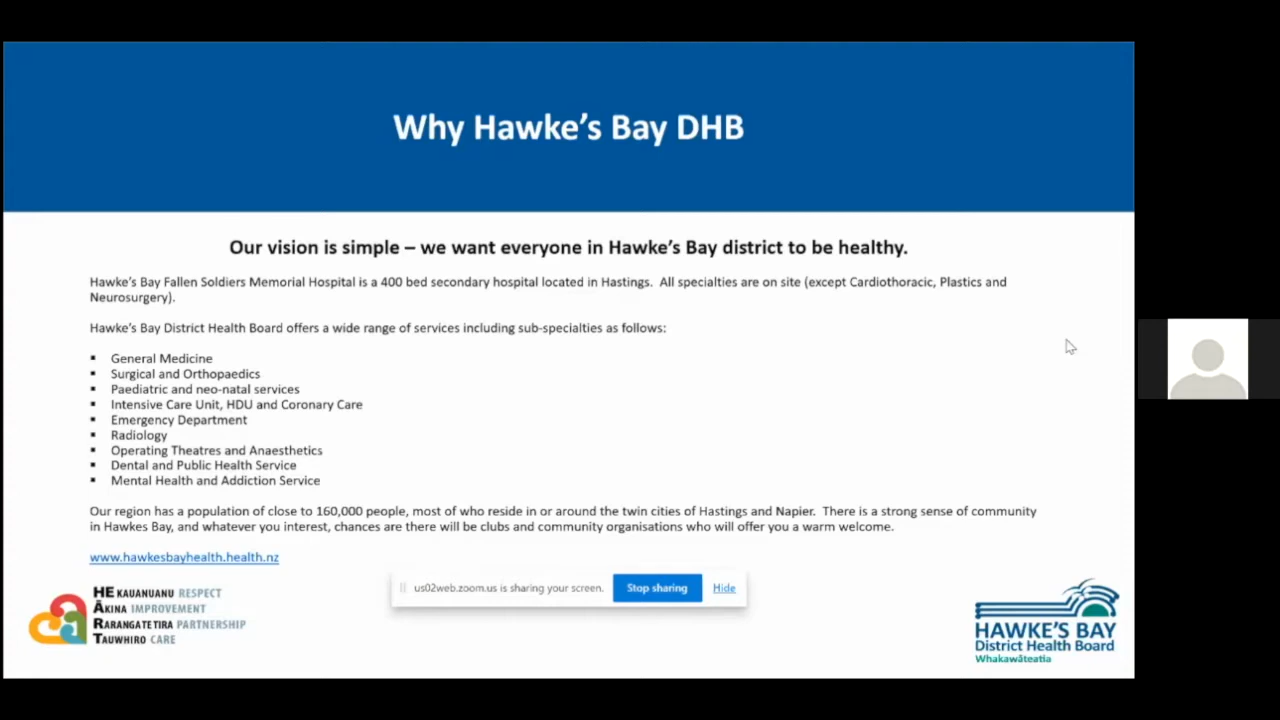 Why Hawke's Bay DHB
Our vision is simple – we want everyone in Hawke's Bay district to be healthy.
Hawke's Bay Fallen Soldiers Memorial Hospital is a 400 bed secondary hospital located in Hastings. All specialties are on site (except Cardiothoracic, Plastics and
Neurosurgery).
Hawke's Bay District Health Board offers a wide range of services including sub-specialties as follows:
▪ General Medicine
▪ Surgical and Orthopaedics
▪ Paediatric and neo-natal services
▪ Intensive Care Unit, HDU and Coronary Care
▪ Emergency Department
▪ Radiology
▪ Operating Theatres and Anaesthetics
▪ Dental and Public Health Service
▪ Mental Health and Addiction Service
Our region has a population of close to 160,000 people, most of who reside in or around the twin cities of Hastings and Napier. There is a strong sense of community
in Hawkes Bay, and whatever you interest, chances are there will be clubs and community organisations who will offer you a warm welcome.
www.hawkesbayhealth.health.nz
HE KAUANUANU RESPECT
ĀKINA IMPROVEMENT
RARANGATETIRA PARTNERSHIP
TAUWHIRO CARE
us02web.zoom.us is sharing your screen.
Stop sharing
Hide
HAWKE'S BAY
District Health Board
Whakawāteatia